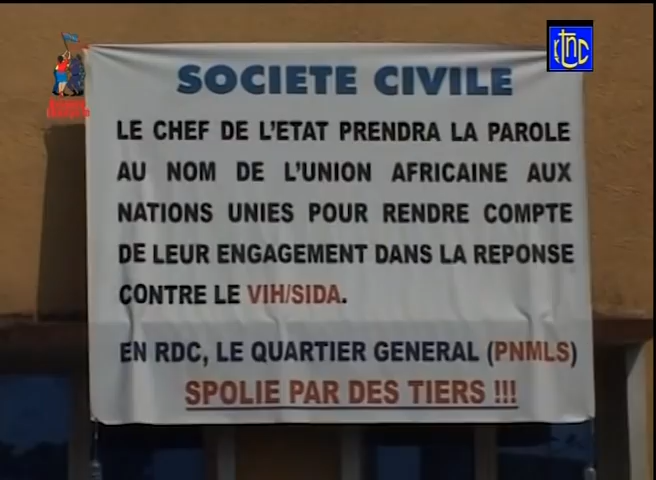 rtnc
SOCIETE CIVILE
LE CHEF DE L'ETAT PRENDRA LA PAROLE
AU NOM DE L'UNION AFRICAINE AUX
NATIONS UNIES POUR RENDRE COMPTE
DE LEUR ENGAGEMENT DANS LA REPONSE
CONTRE LE VIH/SIDA.
EN RDC, LE QUARTIER GENERAL (PNMLS)
SPOLIE PAR DES TIERS !!!